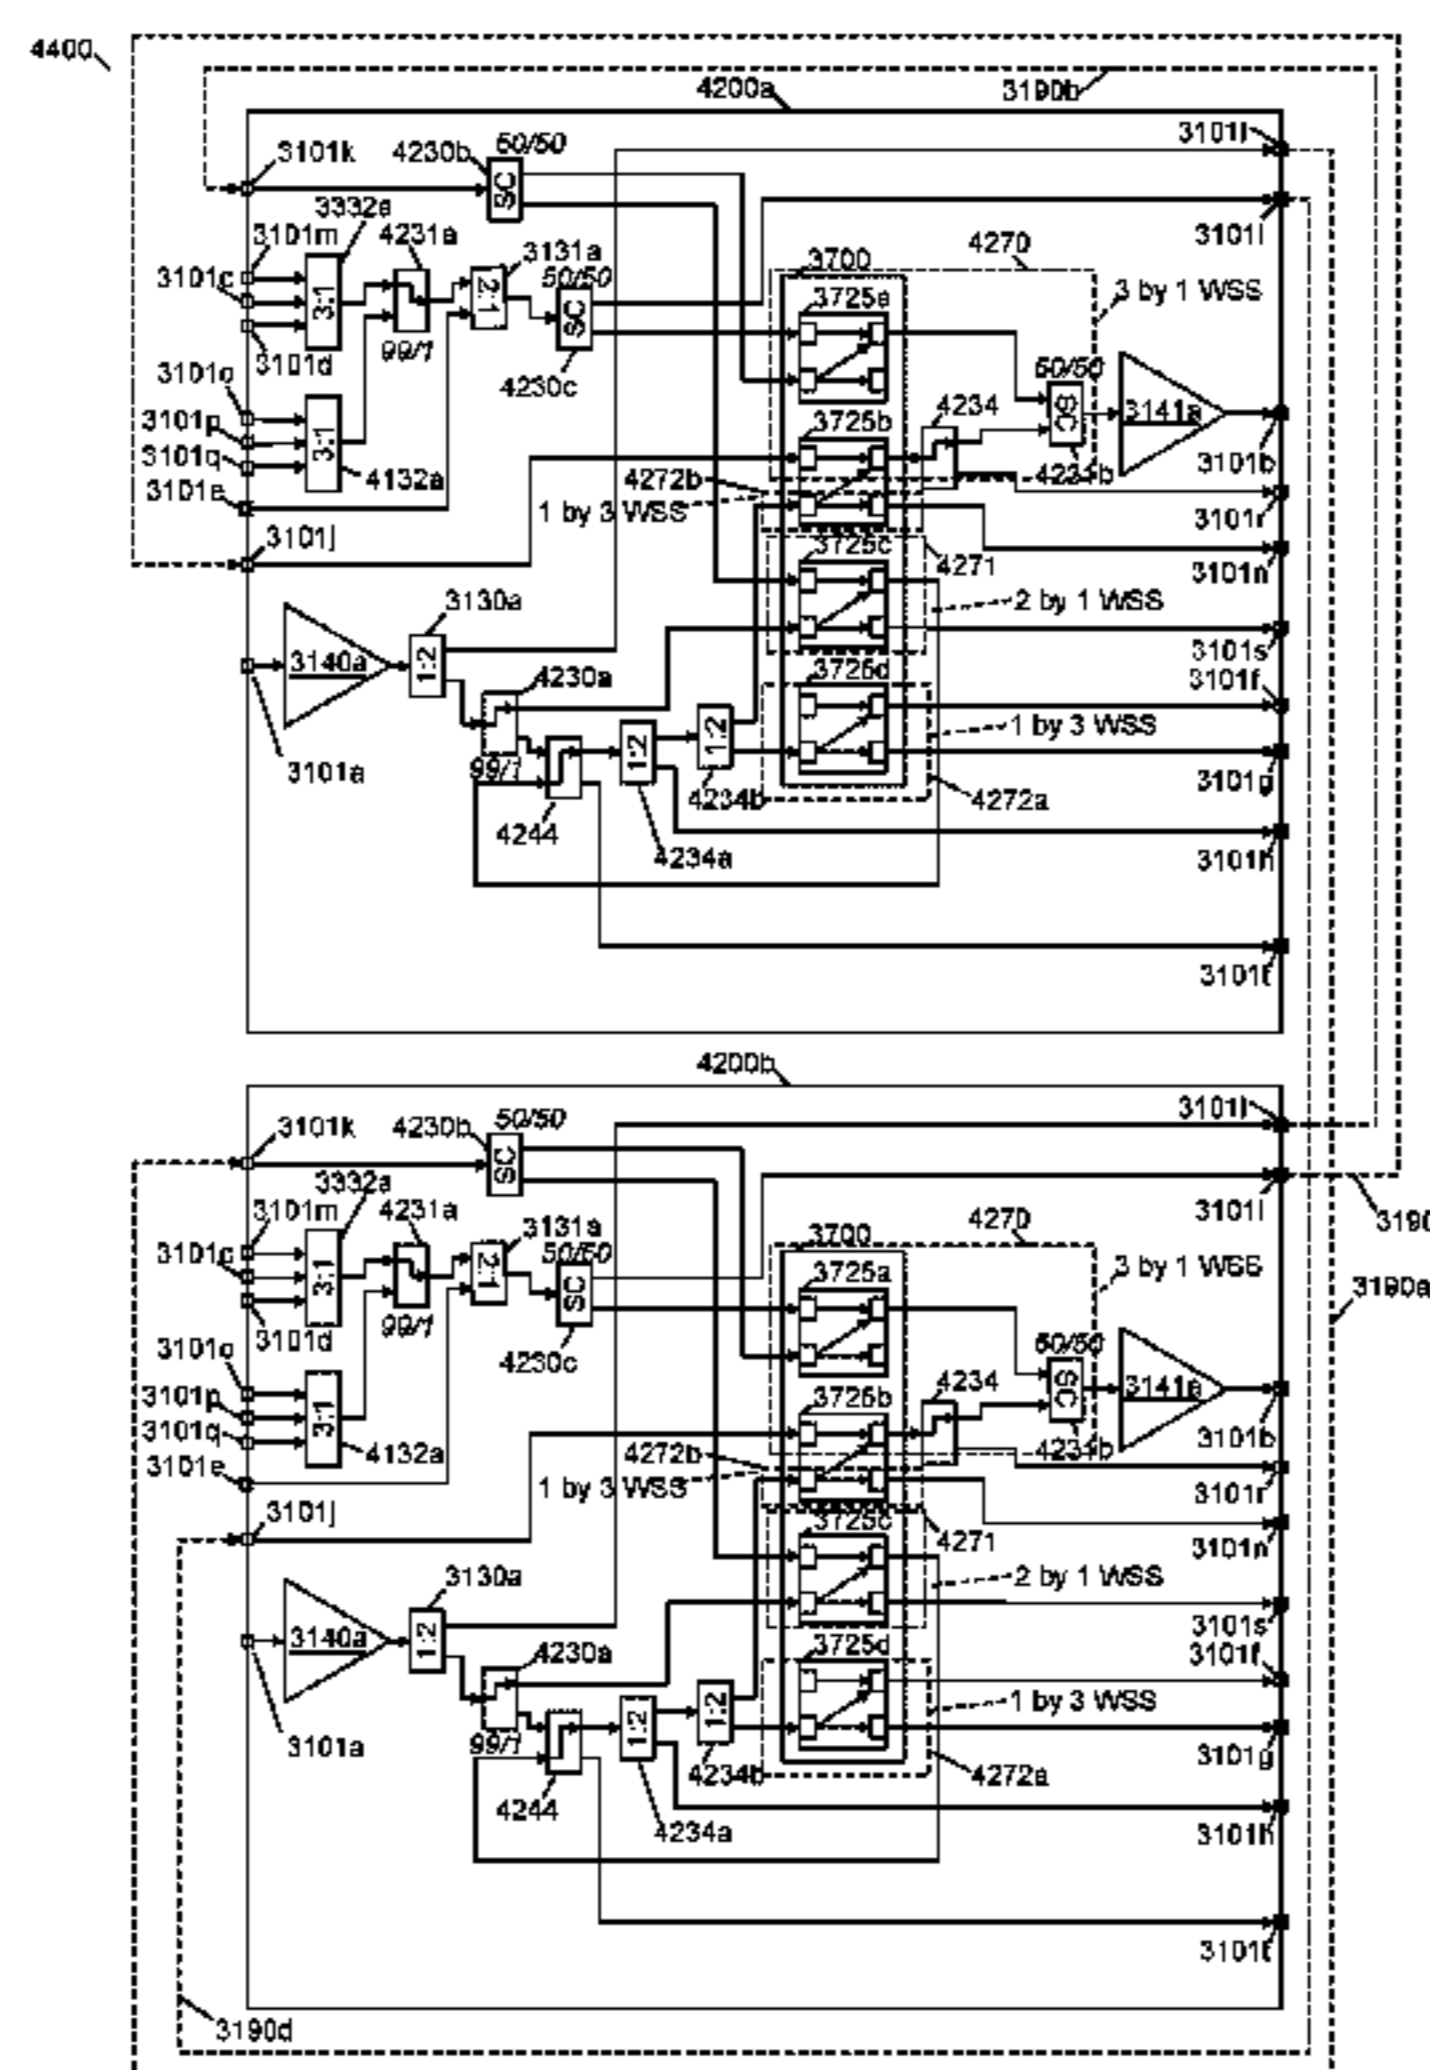 4400
4200a
3190b
3101k
4230b
50/50
SC
3101l
3332a
3101m
4231a
3131a
50/50
3101c
3:1
2:1
SC
3101d
99/1
4230c
3101o
3101p
3101q
3:1
4132a
3101e
3101j
4270
3700
3 by 1 WSS
3725a
50/50
4234
SC
3141a
3725b
4231b
3101b
4272b
1 by 3 WSS
3101r
3725c
4271
3101n
2 by 1 WSS
3130a
1:2
3140a
3101s
3725d
3101f
4230a
1 by 3 WSS
1:2
1:2
99/1
3101a
4234b
4272a
3101g
4244
4234a
3101h
3101t
4200b
3101k
4230b
50/50
SC
3101l
3332a
3101m
4231a
3131a
50/50
3101c
3:1
2:1
SC
3101d
99/1
4230c
3101o
3101p
3101q
3:1
4132a
3101e
3101j
4270
3700
3 by 1 WSS
3725a
3190a
50/50
4234
SC
3141a
3725b
4231b
3101b
4272b
1 by 3 WSS
3101r
3725c
4271
3101n
2 by 1 WSS
3130a
1:2
3140a
3101s
3725d
3101f
4230a
1 by 3 WSS
1:2
1:2
99/1
3101a
4234b
4272a
3101g
4244
4234a
3101h
3101t
3190d